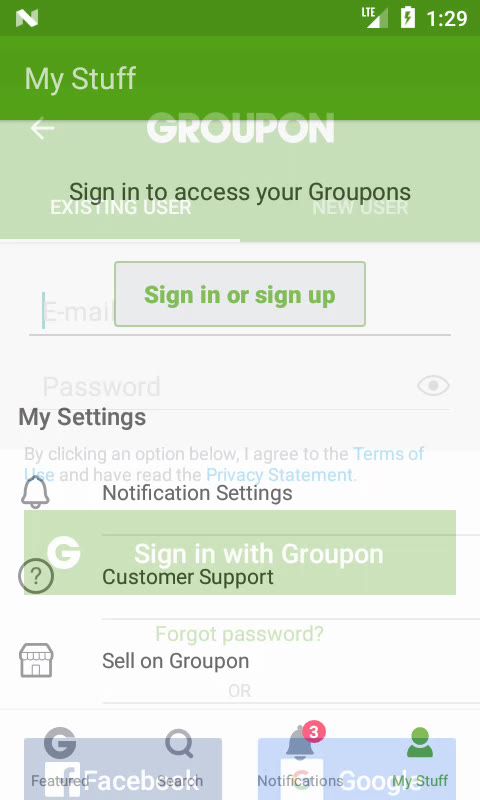 LTE 1:29
My Stuff
GROUPON
Sign in to access your Groupons
EXISTING USER NEW USER
Sign in or sign up
E-mail
Password
My Settings
By clicking an option below, I agree to the Terms of
Use and have read the Privacy Statement.
Notification Settings
G Sign in with Groupon
? Customer Support
Forgot password?
Sell on Groupon
OR
G 3
Featured Search Notifications My Stuff
f Facebook G Google